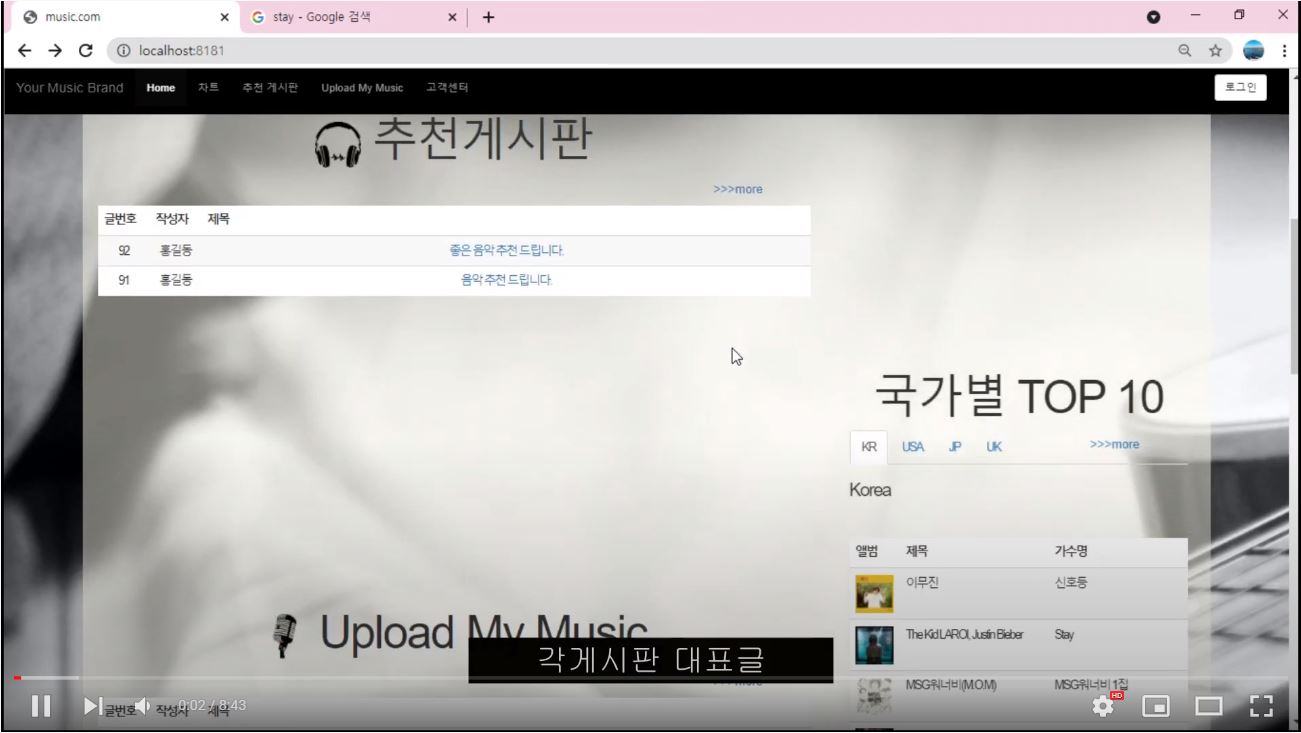 music.com
stay - Google 검색
localhost:8181
Your Music Brand Home 차트 추천 게시판 Upload My Music 고객센터 로그인
추천게시판
>>>more
글번호 작성자 제목
92 홍길동 좋은 음악 추천 드립니다.
91 홍길동 음악 추천 드립니다.
국가별 TOP 10
KR USA JP UK >>>more
Korea
앨범 제목 가수명
이무진 신호등
The Kid LAROI, Justin Bieber Stay
MSG워너비(M.O.M) MSG워너비 1집
Upload My Music
각게시판 대표글
글번호 작성자 제목
0:02 / 8:43
HD